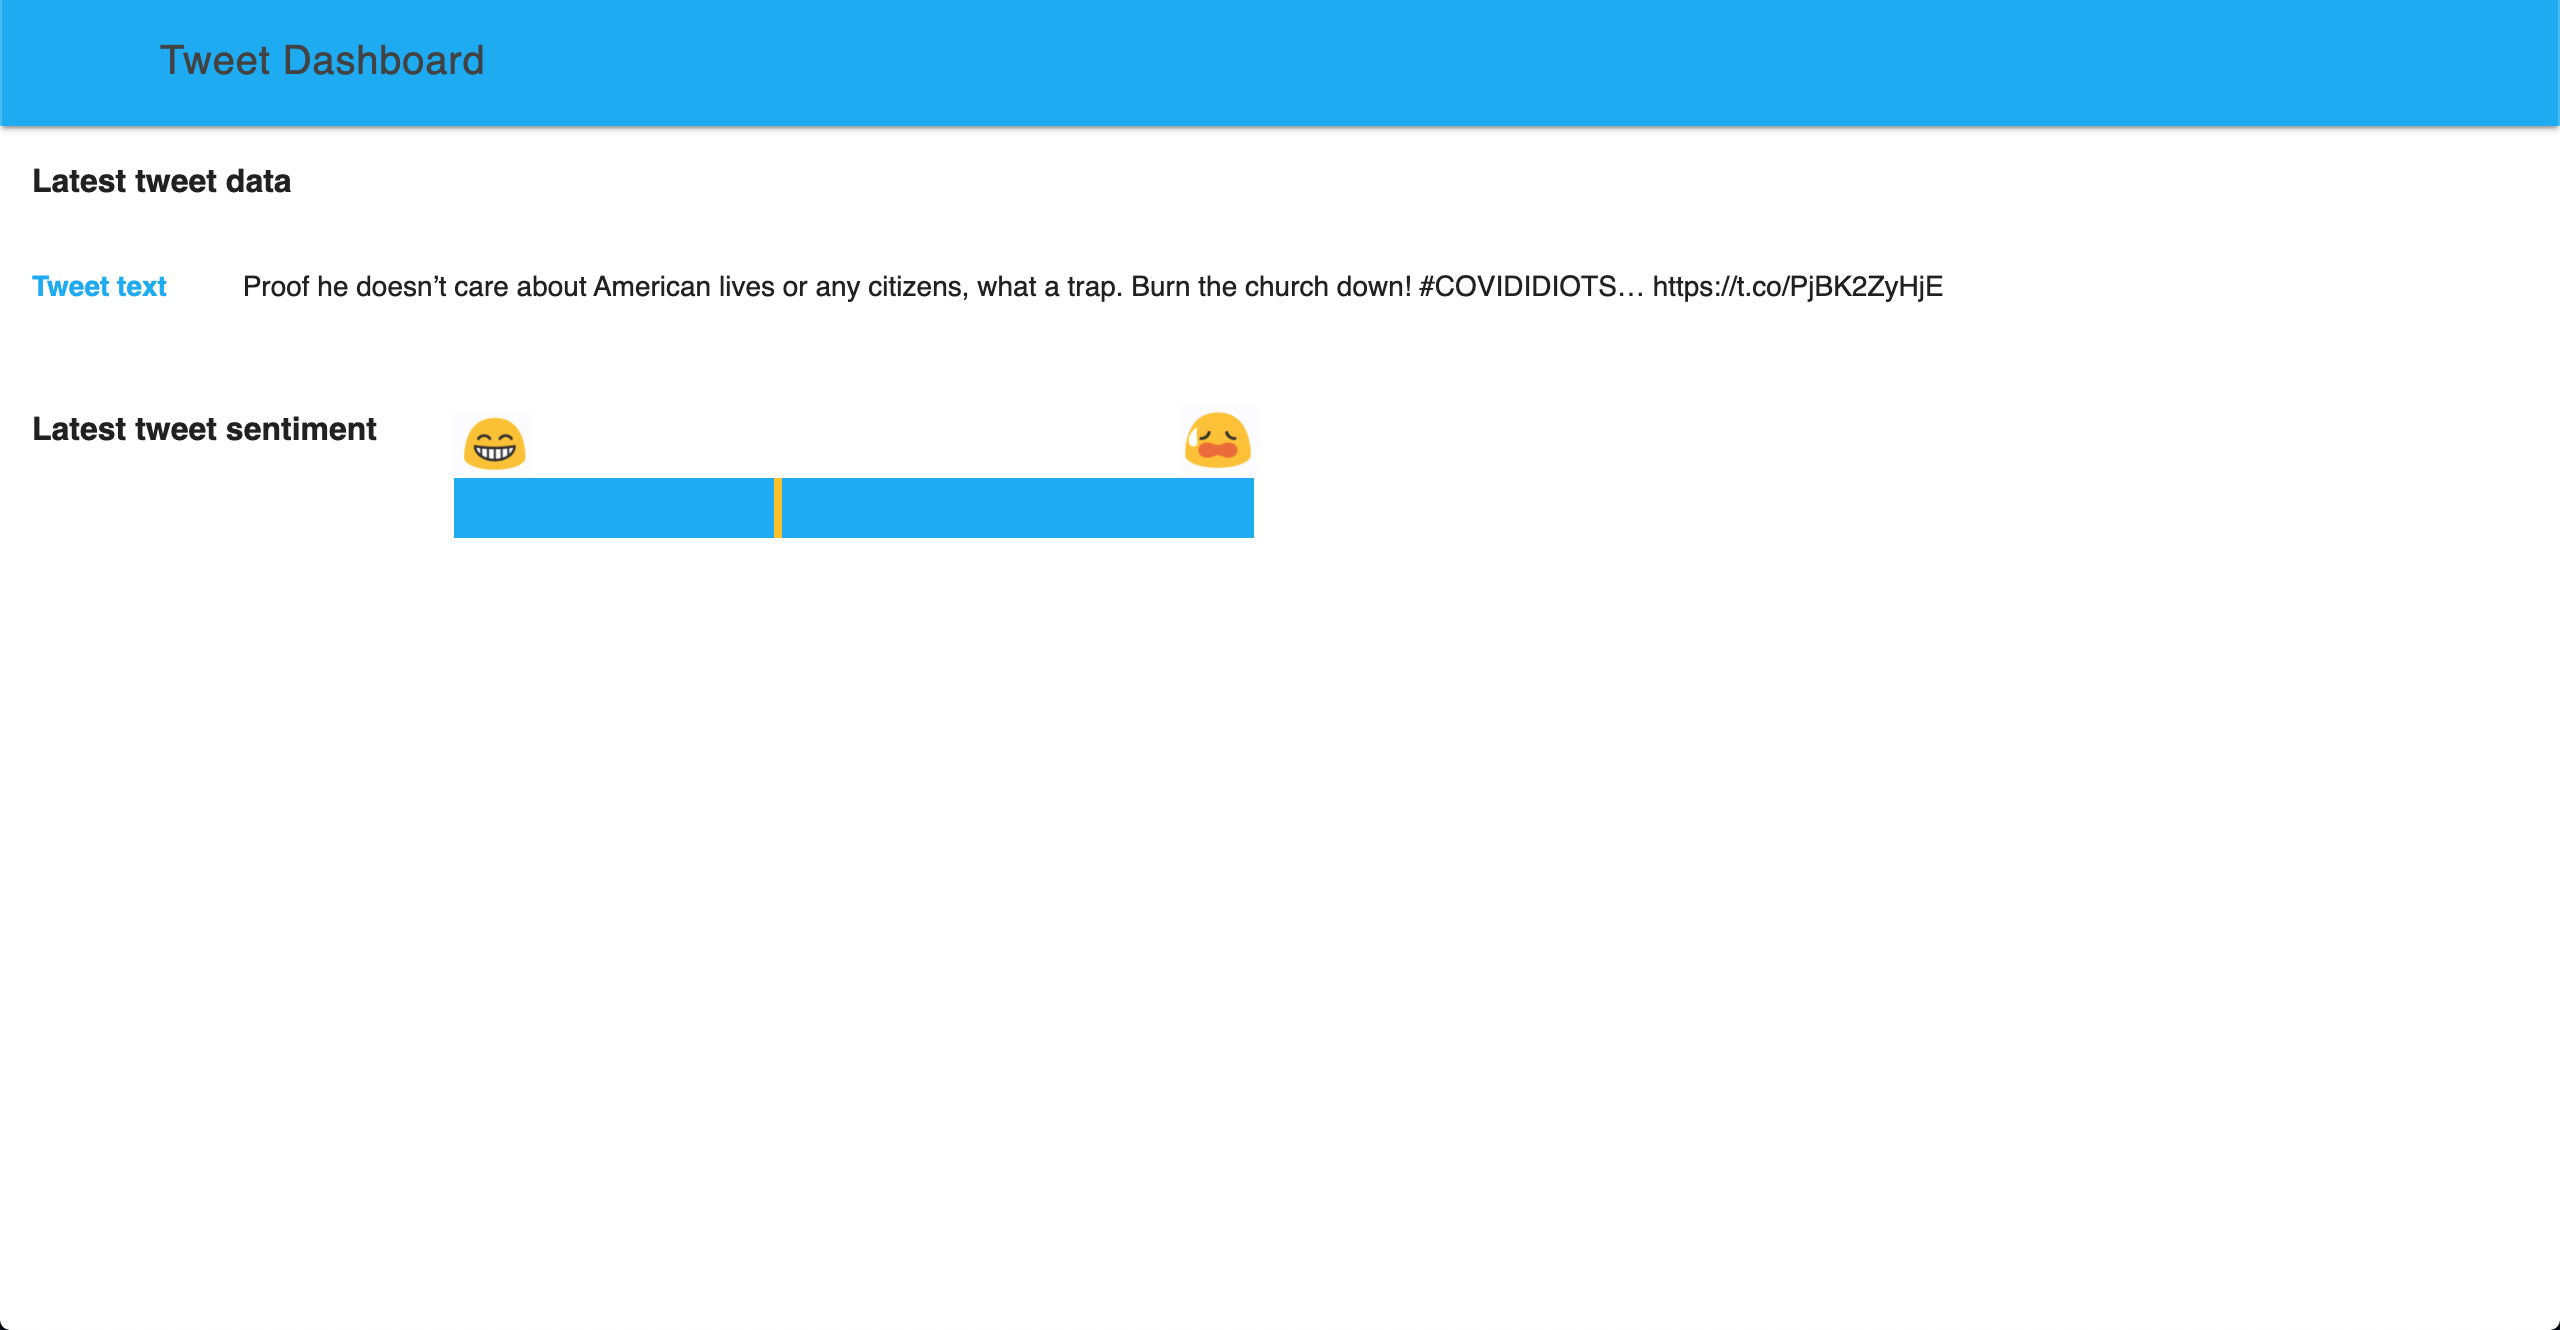 Tweet Dashboard
Latest tweet data
Tweet text Proof he doesn’t care about American lives or any citizens, what a trap. Burn the church down! #COVIDIDIOTS… https://t.co/PjBK2ZyHjE
Latest tweet sentiment